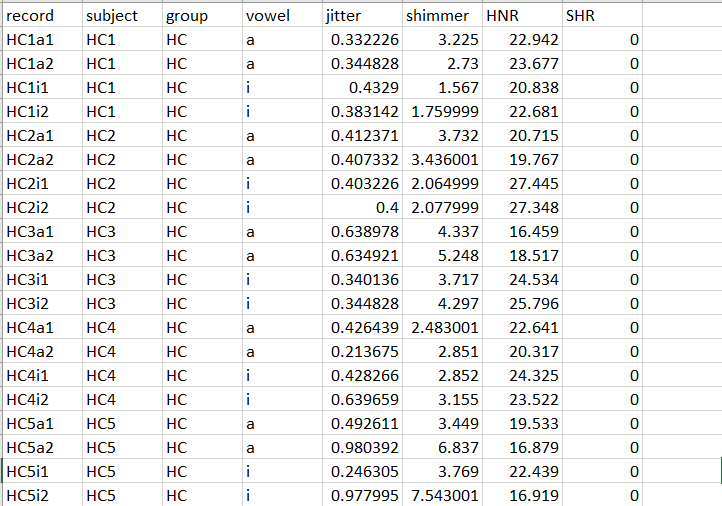 record subject group vowel jitter shimmer HNR SHR
HC1a1 HC1 HC a 0.332226 3.225 22.942 0
HC1a2 HC1 HC a 0.344828 2.73 23.677 0
HC1i1 HC1 HC i 0.4329 1.567 20.838 0
HC1i2 HC1 HC i 0.383142 1.759999 22.681 0
HC2a1 HC2 HC a 0.412371 3.732 20.715 0
HC2a2 HC2 HC a 0.407332 3.436001 19.767 0
HC2i1 HC2 HC i 0.403226 2.064999 27.445 0
HC2i2 HC2 HC i 0.4 2.077999 27.348 0
HC3a1 HC3 HC a 0.638978 4.337 16.459 0
HC3a2 HC3 HC a 0.634921 5.248 18.517 0
HC3i1 HC3 HC i 0.340136 3.717 24.534 0
HC3i2 HC3 HC i 0.344828 4.297 25.796 0
HC4a1 HC4 HC a 0.426439 2.483001 22.641 0
HC4a2 HC4 HC a 0.213675 2.851 20.317 0
HC4i1 HC4 HC i 0.428266 2.852 24.325 0
HC4i2 HC4 HC i 0.639659 3.155 23.522 0
HC5a1 HC5 HC a 0.492611 3.449 19.533 0
HC5a2 HC5 HC a 0.980392 6.837 16.879 0
HC5i1 HC5 HC i 0.246305 3.769 22.439 0
HC5i2 HC5 HC i 0.977995 7.543001 16.919 0